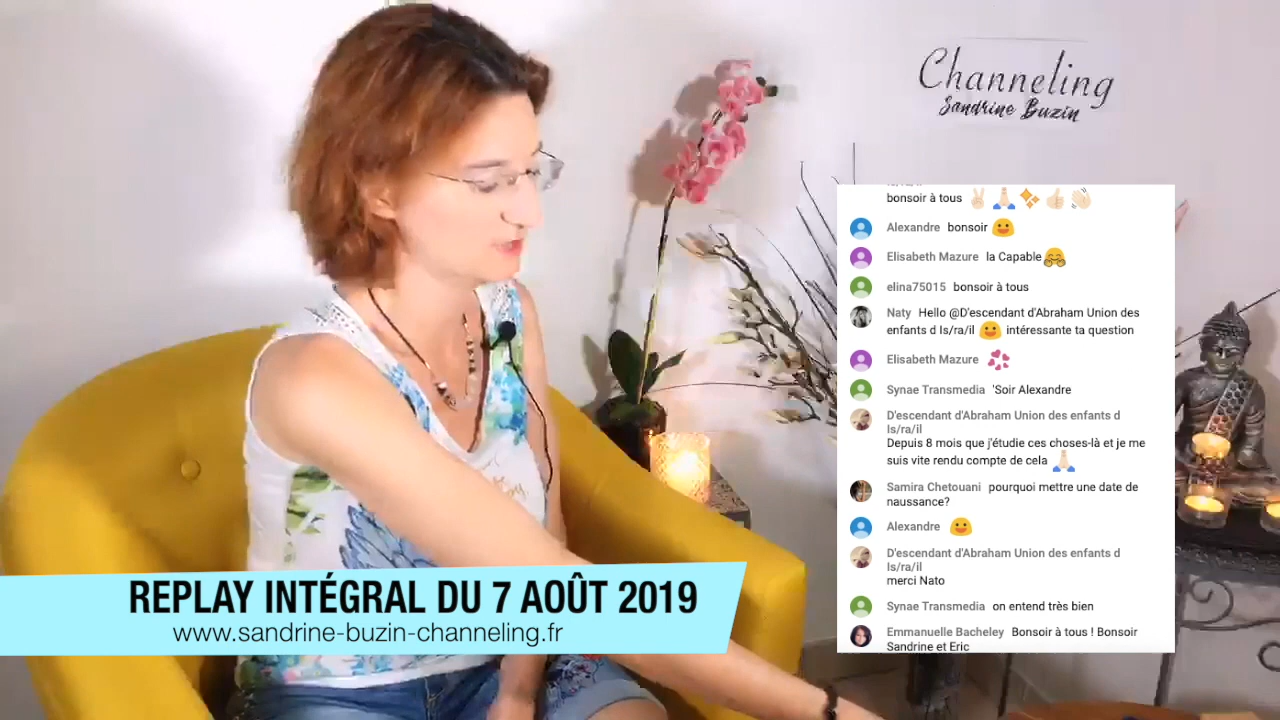 Channeling
Sandrine Buzin
bonsoir à tous ✌🏻🙏🏻✨👍🏻👏🏻
Alexandre bonsoir 😀
Elisabeth Mazure la Capable🤗
elina75015 bonsoir à tous
Naty Hello @D'escendant d'Abraham Union des
enfants d Is/ra/il 😀 intéressante ta question
Elisabeth Mazure 💞
Synae Transmedia 'Soir Alexandre
D'escendant d'Abraham Union des enfants d
Is/ra/il
Depuis 8 mois que j'étudie ces choses-là et je me
suis vite rendu compte de cela 🙏🏻
Samira Chetouani pourquoi mettre une date de
naussance?
Alexandre 😀
D'escendant d'Abraham Union des enfants d
Is/ra/il
merci Nato
Synae Transmedia on entend très bien
Emmanuelle Bacheley Bonsoir à tous ! Bonsoir
Sandrine et Eric
REPLAY INTÉGRAL DU 7 AOÛT 2019
www.sandrine-buzin-channeling.fr